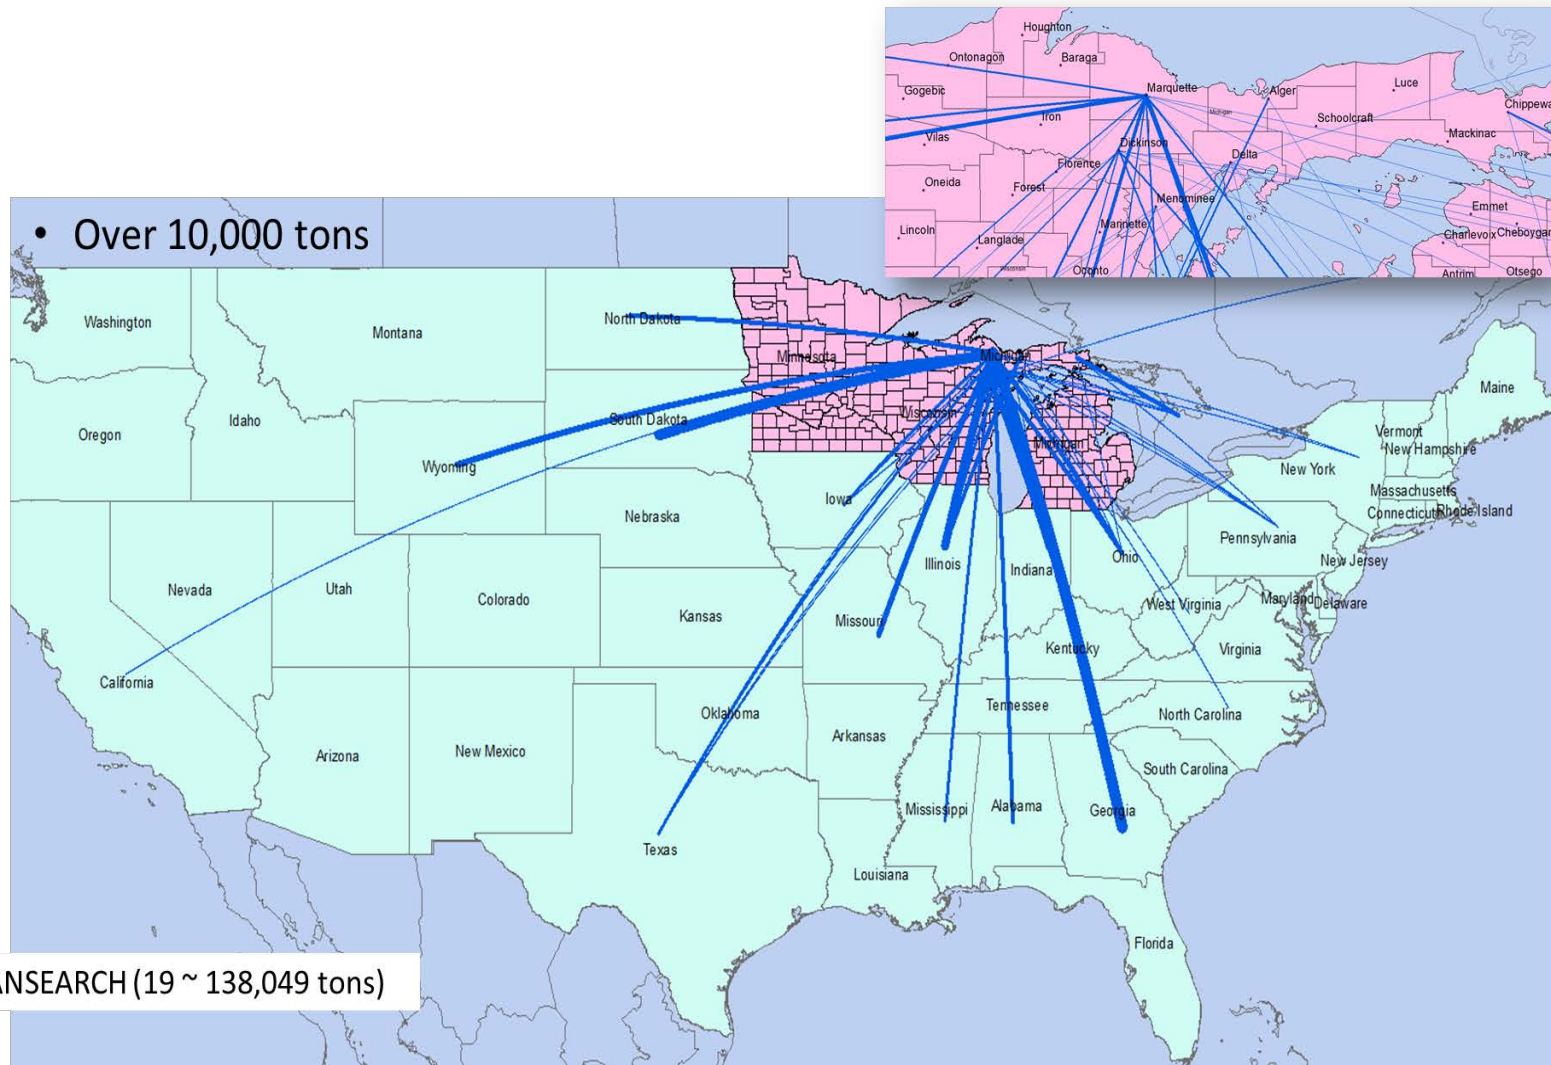 Houghton
Ontonagon
Baraga
Gogebic
Marquette
Alger
Luce
Chippewa
Iron
Michigan
Schoolcraft
Mackinac
Vilas
Dickinson
Florence
Delta
Oneida
Forest
Menominee
Emmet
Lincoln
Marinette
Charlevoix
Cheboygan
Langlade
Wisconsin
Oconto
Antrim
Otsego
• Over 10,000 tons
Washington
Montana
North Dakota
Minnesota
Michigan
Maine
Oregon
Idaho
South Dakota
Wisconsin
Michigan
Vermont
New Hampshire
Wyoming
New York
Massachusetts
Connecticut
Rhode Island
Iowa
Nebraska
Pennsylvania
Illinois
Indiana
Ohio
New Jersey
Nevada
Utah
Colorado
Kansas
Missouri
West Virginia
Maryland
Delaware
Kentucky
Virginia
California
Oklahoma
Tennessee
North Carolina
Arizona
New Mexico
Arkansas
South Carolina
Mississippi
Alabama
Georgia
Texas
Louisiana
Florida
ANSEARCH (19 ~ 138,049 tons)